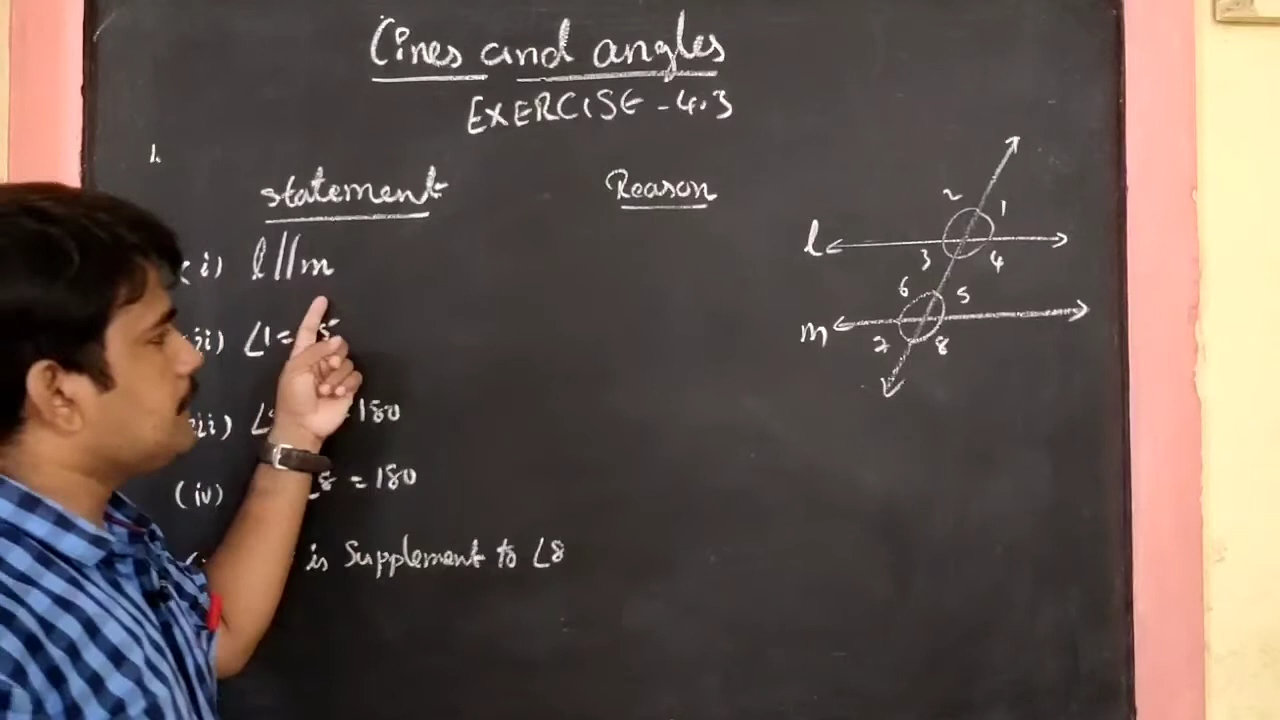 Lines and angles
EXERCISE - 4.3
1.
Statement
Reason
(i) l//m
ii) ∠1= 5
iii) ∠ = 180
(iv) ∠8 = 180
is Supplement to ∠8
2 1
l
3 4
6 5
m
7 8